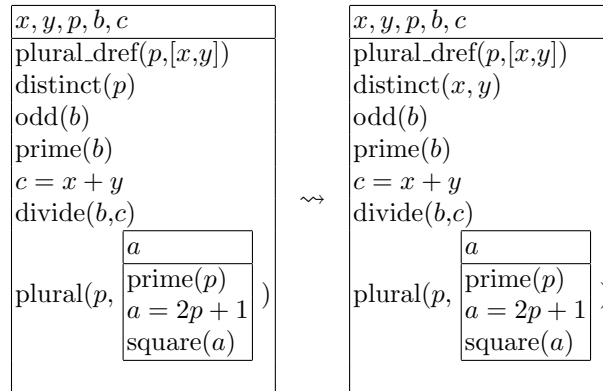 x, y, p, b, c
plural_dref(p,[x,y])
distinct(p)
odd(b)
prime(b)
c = x + y
divide(b,c)
plural(p,
a
prime(p)
a = 2p + 1
square(a)
)
⇝
x, y, p, b, c
plural_dref(p,[x,y])
distinct(x, y)
odd(b)
prime(b)
c = x + y
divide(b,c)
plural(p,
a
prime(p)
a = 2p + 1
square(a)
)